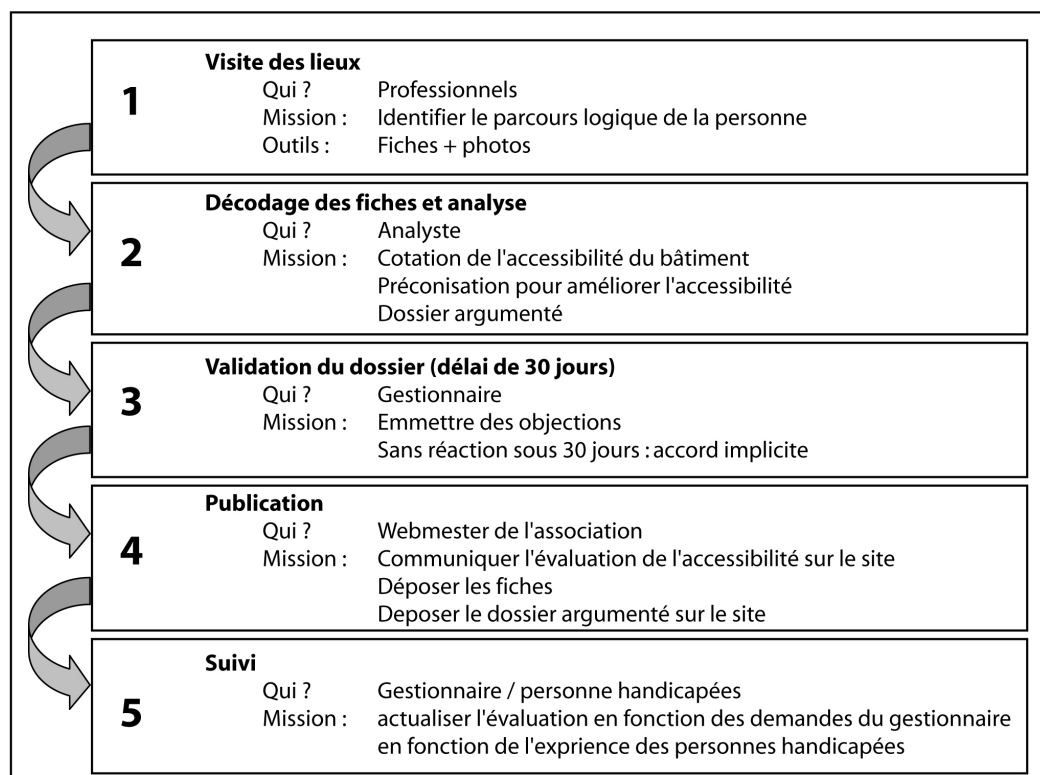 1
Visite des lieux
Qui ? Professionnels
Mission : Identifier le parcours logique de la personne
Outils : Fiches + photos
2
Décodage des fiches et analyse
Qui ? Analyste
Mission : Cotation de l'accessibilité du bâtiment
Préconisation pour améliorer l'accessibilité
Dossier argumenté
3
Validation du dossier (délai de 30 jours)
Qui ? Gestionnaire
Mission : Emmettre des objections
Sans réaction sous 30 jours : accord implicite
4
Publication
Qui ? Webmester de l'association
Mission : Communiquer l'évaluation de l'accessibilité sur le site
Déposer les fiches
Deposer le dossier argumenté sur le site
5
Suivi
Qui ? Gestionnaire / personne handicapées
Mission : actualiser l'évaluation en fonction des demandes du gestionnaire
en fonction de l'exprience des personnes handicapées